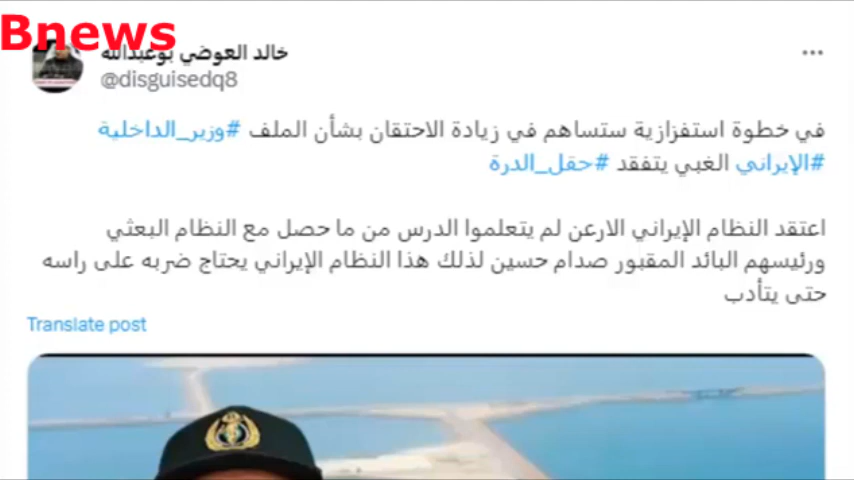 Bnews
خالد العوضي بوعبدالله
@disguisedq8
في خطوة استفزازية ستساهم في زيادة الاحتقان بشأن الملف #وزير_الداخلية
#الإيراني الغبي يتفقد #حقل_الدرة
اعتقد النظام الإيراني الارعن لم يتعلموا الدرس من ما حصل مع النظام البعثي
ورئيسهم البائد المقبور صدام حسين لذلك هذا النظام الإيراني يحتاج ضربه على راسه
حتى يتأدب
Translate post